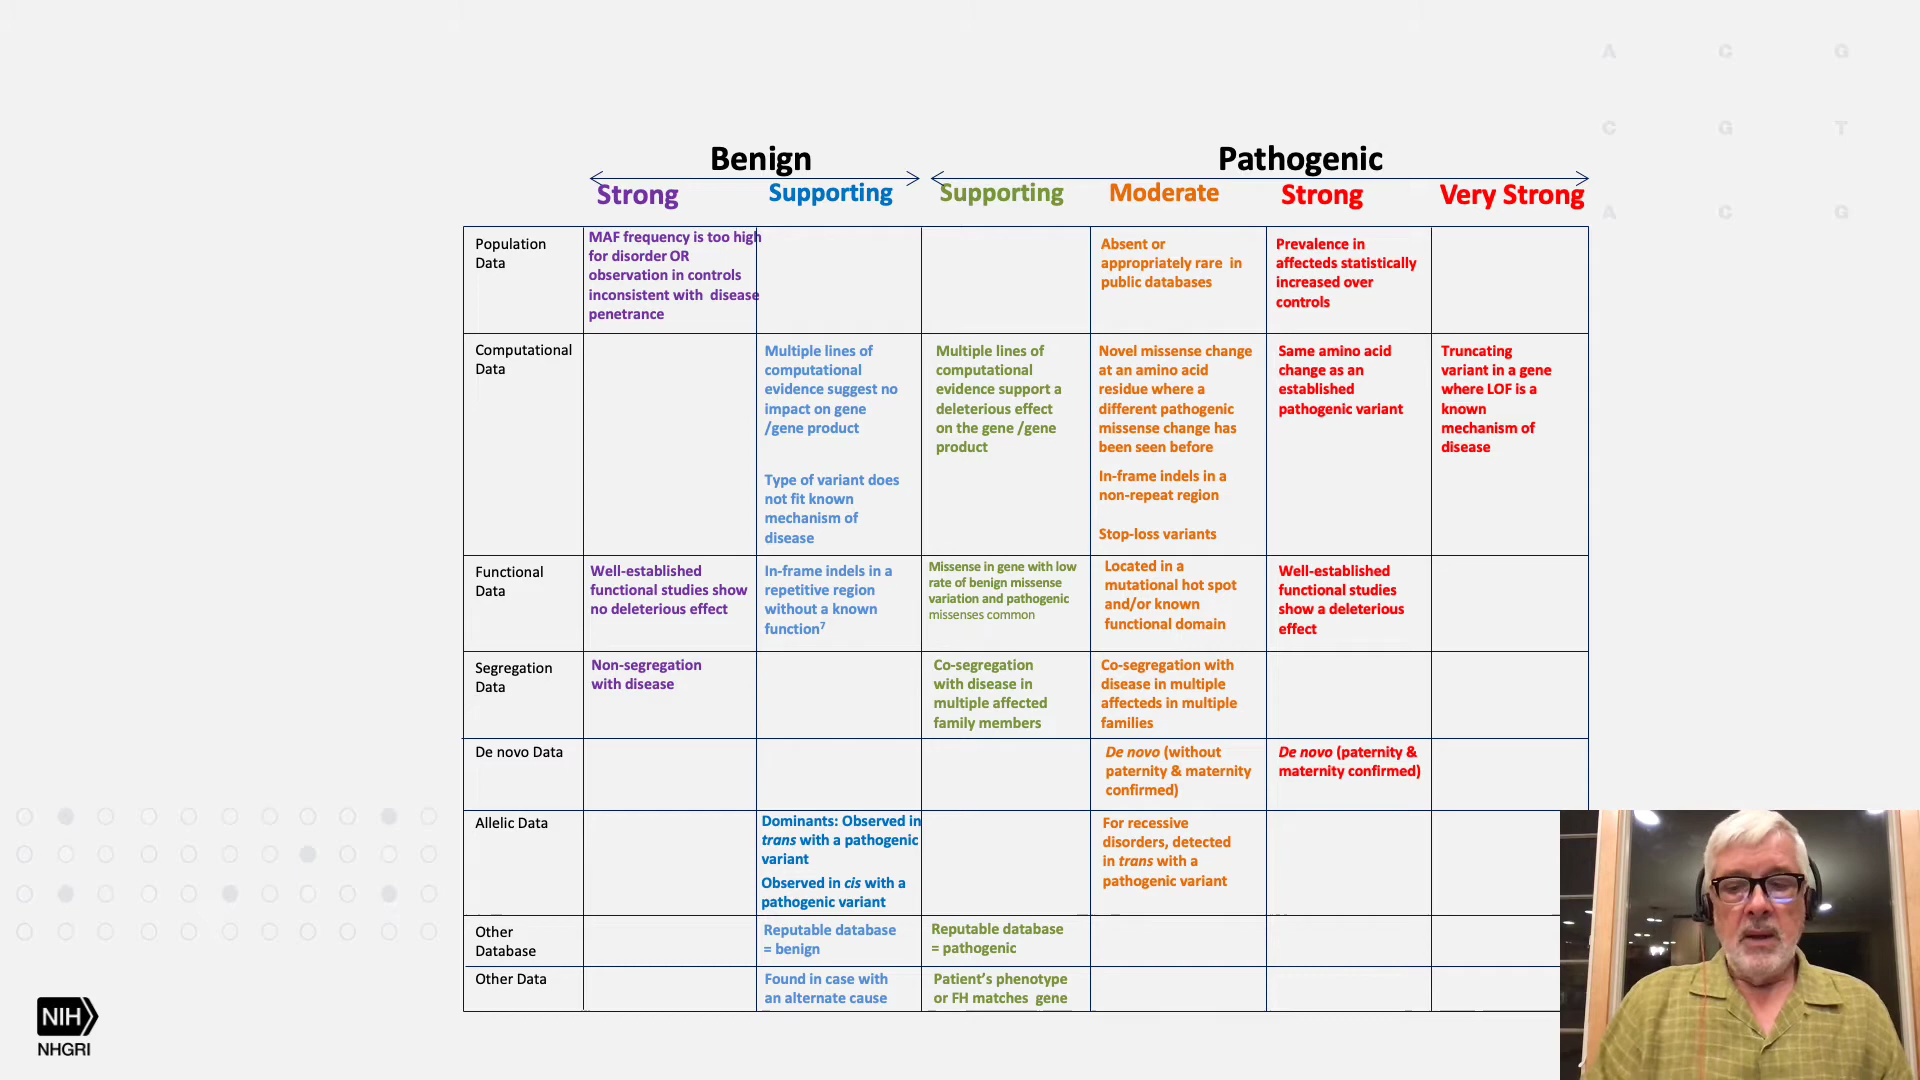 A C G
C G T
A C G
Benign
Pathogenic
Strong
Supporting
Supporting
Moderate
Strong
Very Strong
Population
Data
MAF frequency is too high
for disorder OR
observation in controls
inconsistent with disease
penetrance
Absent or
appropriately rare in
public databases
Prevalence in
affecteds statistically
increased over
controls
Computational
Data
Multiple lines of
computational
evidence suggest no
impact on gene
/gene product
Type of variant does
not fit known
mechanism of
disease
Multiple lines of
computational
evidence support a
deleterious effect
on the gene /gene
product
Novel missense change
at an amino acid
residue where a
different pathogenic
missense change has
been seen before
In-frame indels in a
non-repeat region
Stop-loss variants
Same amino acid
change as an
established
pathogenic variant
Truncating
variant in a gene
where LOF is a
known
mechanism of
disease
Functional
Data
Well-established
functional studies show
no deleterious effect
In-frame indels in a
repetitive region
without a known
function⁷
Missense in gene with low
rate of benign missense
variation and pathogenic
missenses common
Located in a
mutational hot spot
and/or known
functional domain
Well-established
functional studies
show a deleterious
effect
Segregation
Data
Non-segregation
with disease
Co-segregation
with disease in
multiple affected
family members
Co-segregation with
disease in multiple
affecteds in multiple
families
De novo Data
De novo (without
paternity & maternity
confirmed)
De novo (paternity &
maternity confirmed)
Allelic Data
Dominants: Observed in
trans with a pathogenic
variant
Observed in cis with a
pathogenic variant
For recessive
disorders, detected
in trans with a
pathogenic variant
Other
Database
Reputable database
= benign
Reputable database
= pathogenic
Other Data
Found in case with
an alternate cause
Patient's phenotype
or FH matches gene
NIH
NHGRI